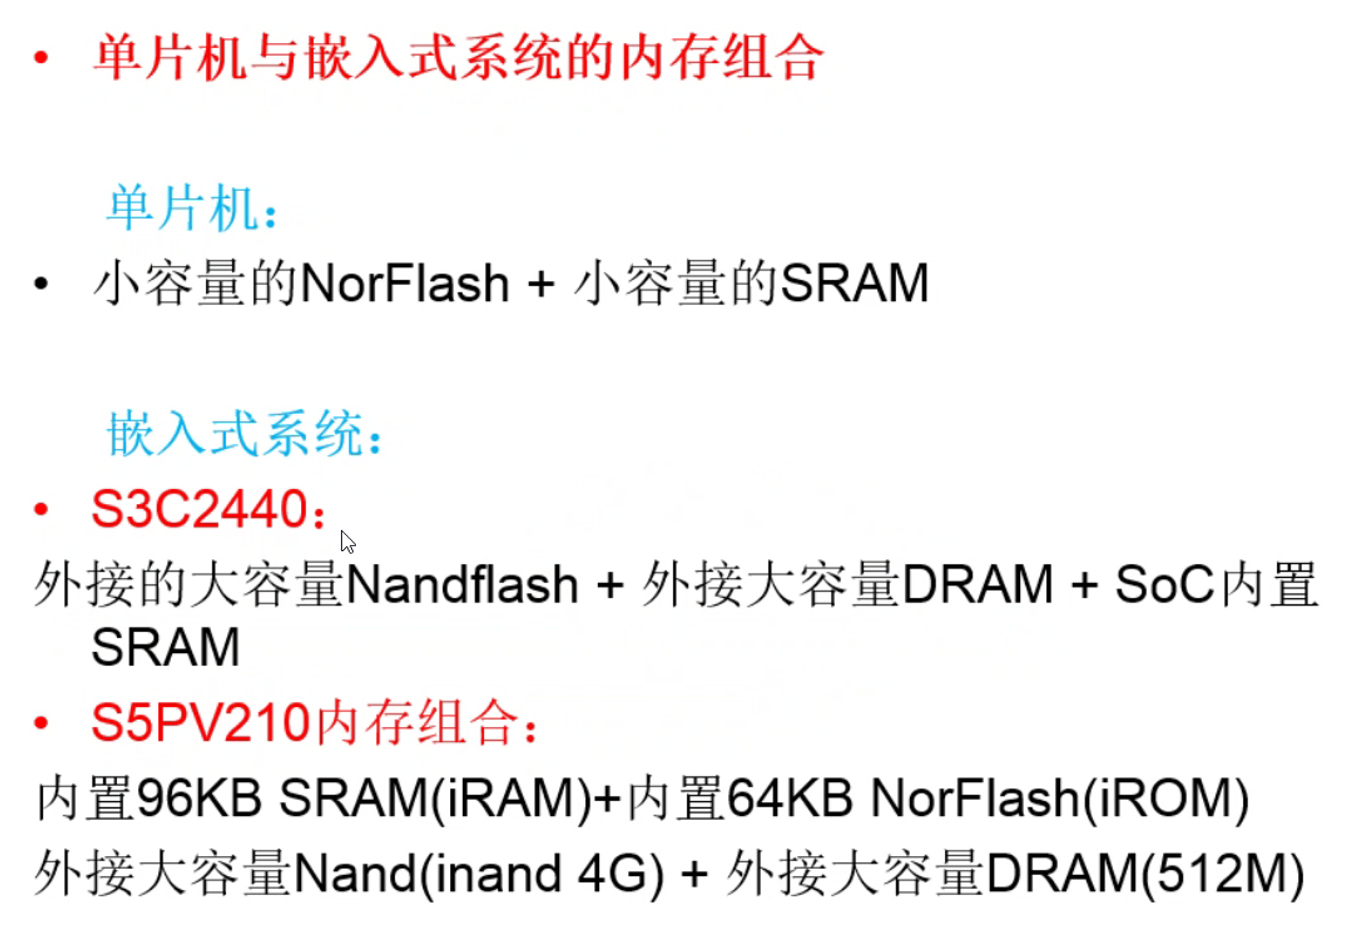 • 单片机与嵌入式系统的内存组合
单片机：
• 小容量的NorFlash + 小容量的SRAM
嵌入式系统：
• S3C2440：
外接的大容量Nandflash + 外接大容量DRAM + SoC内置
SRAM
• S5PV210内存组合：
内置96KB SRAM(iRAM)+内置64KB NorFlash(iROM)
外接大容量Nand(inand 4G) + 外接大容量DRAM(512M)